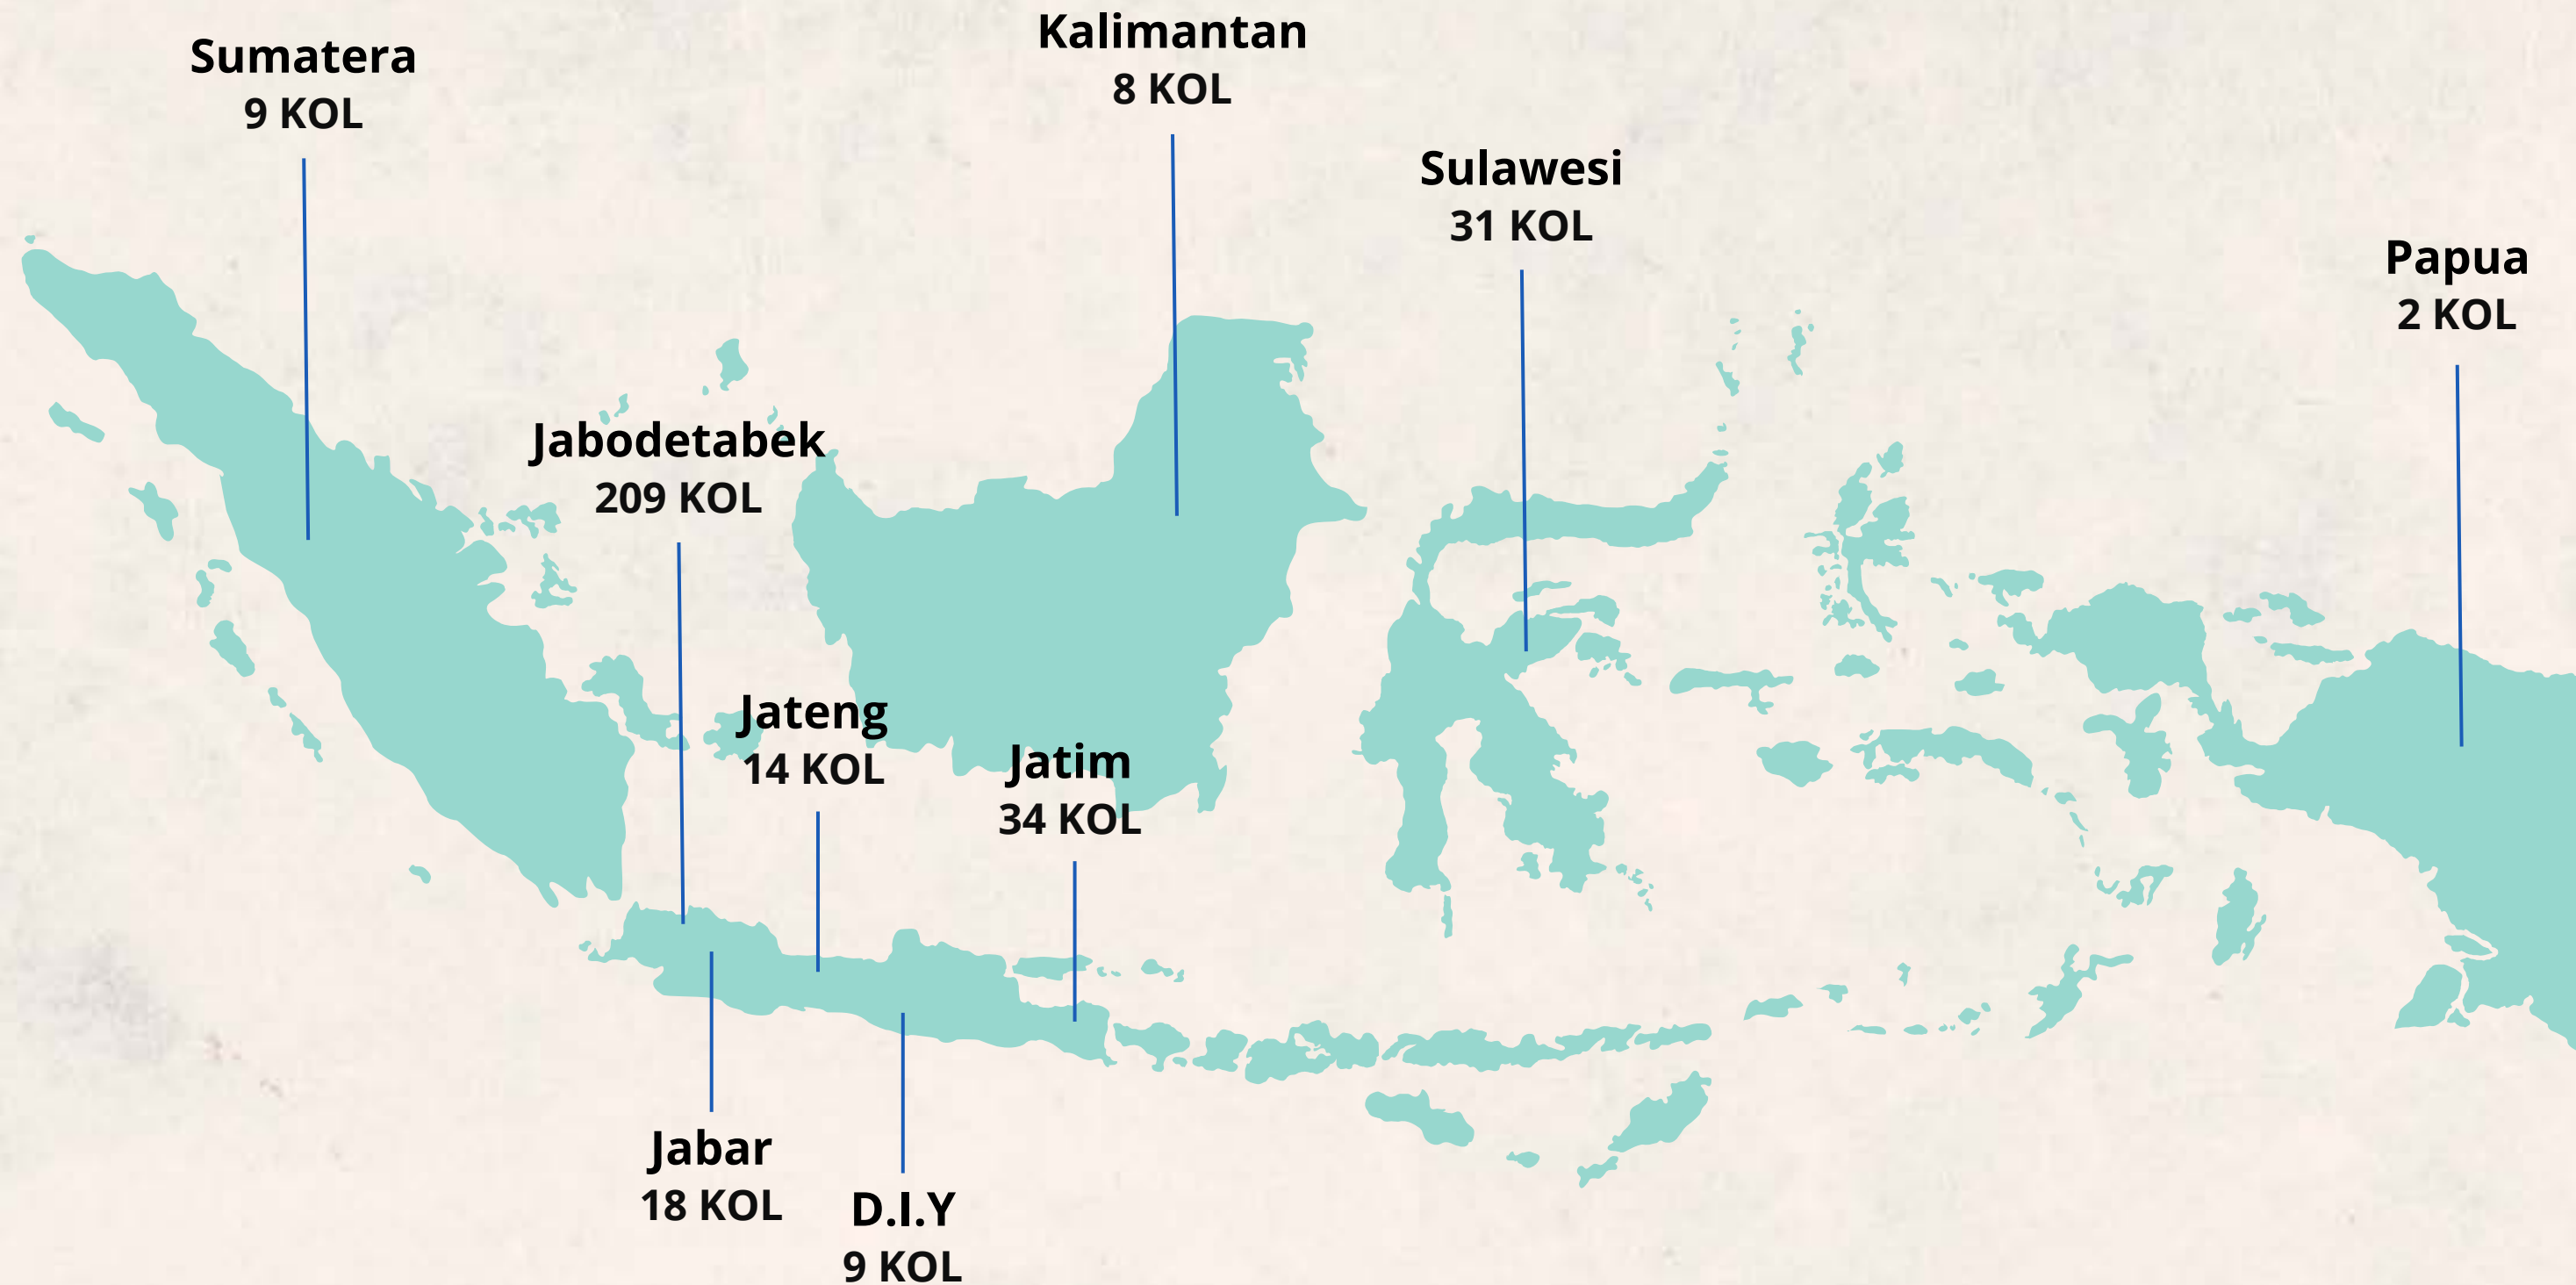 Sumatera
9 KOL
Kalimantan
8 KOL
Sulawesi
31 KOL
Papua
2 KOL
Jabodetabek
209 KOL
Jateng
14 KOL
Jatim
34 KOL
Jabar
18 KOL
D.I.Y
9 KOL